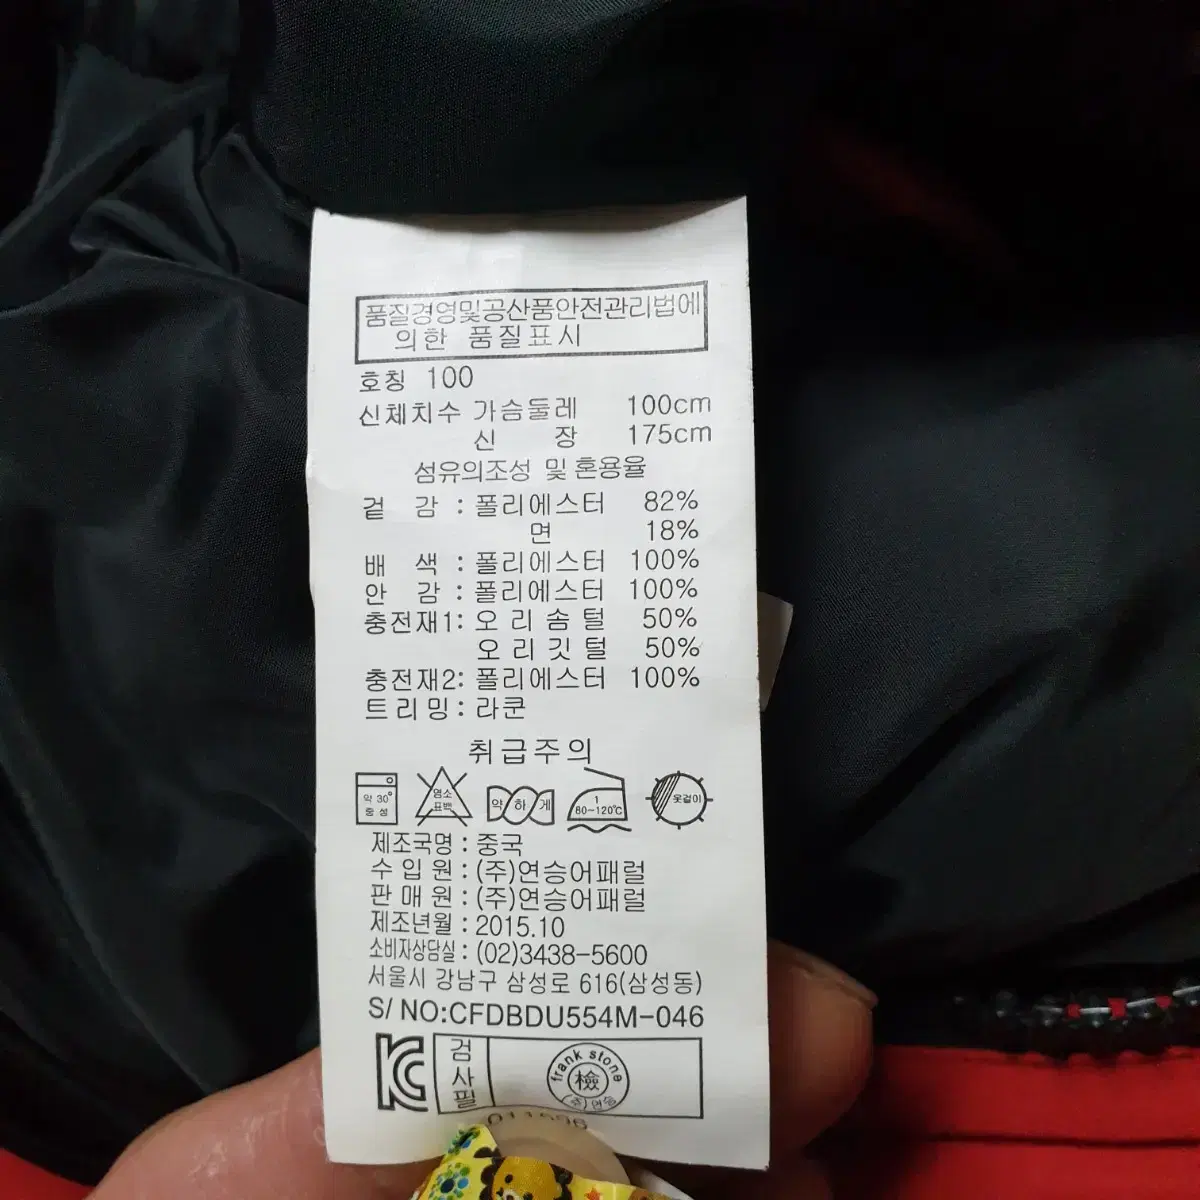 품질경영및공산품안전관리법에
의한 품질표시
호칭 100
신체치수 가슴둘레 100cm
신 장 175cm
섬유의조성 및 혼용율
겉 감 : 폴리에스터 82%
면 18%
배 색 : 폴리에스터 100%
안 감 : 폴리에스터 100%
충전재1: 오리솜털 50%
오리깃털 50%
충전재2: 폴리에스터 100%
트리밍 : 라쿤
취급주의
약 30° 중성
염소 표백
약하게
1 80~120℃
옷걸이
제조국명 : 중국
수 입 원 : (주)연승어패럴
판 매 원 : (주)연승어패럴
제조년월 : 2015.10
소비자상담실 : (02)3438-5600
서울시 강남구 삼성로 616(삼성동)
S/ NO:CFDBDU554M-046
검사필
frank stone
檢
(주)연승